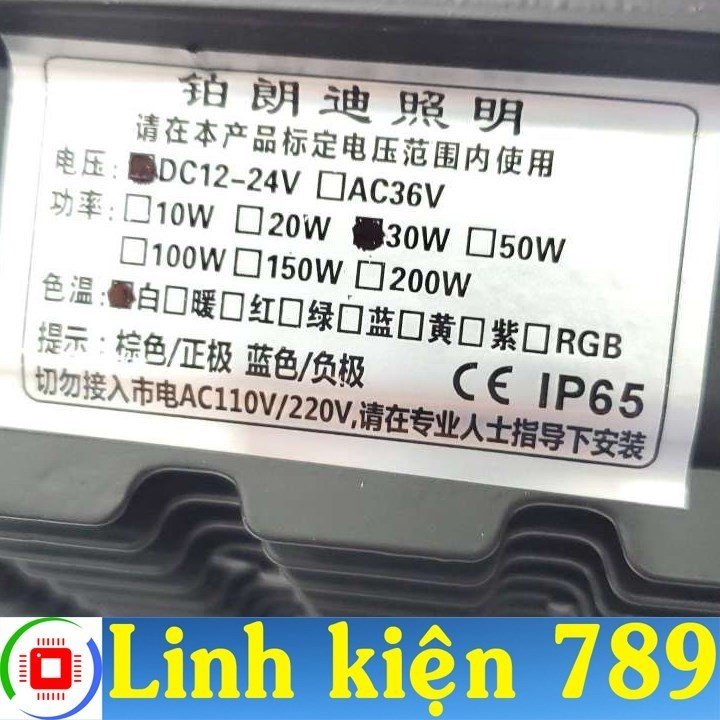 铂朗迪照明
请在本产品标定电压范围内使用
电压：■DC12-24V □AC36V
功率：□10W □20W ■30W □50W
□100W □150W □200W
色温：■白□暖□红□绿□蓝□黄□紫□RGB
提示：棕色/正极 蓝色/负极 CE IP65
切勿接入市电AC110V/220V,请在专业人士指导下安装
Linh kiện 789